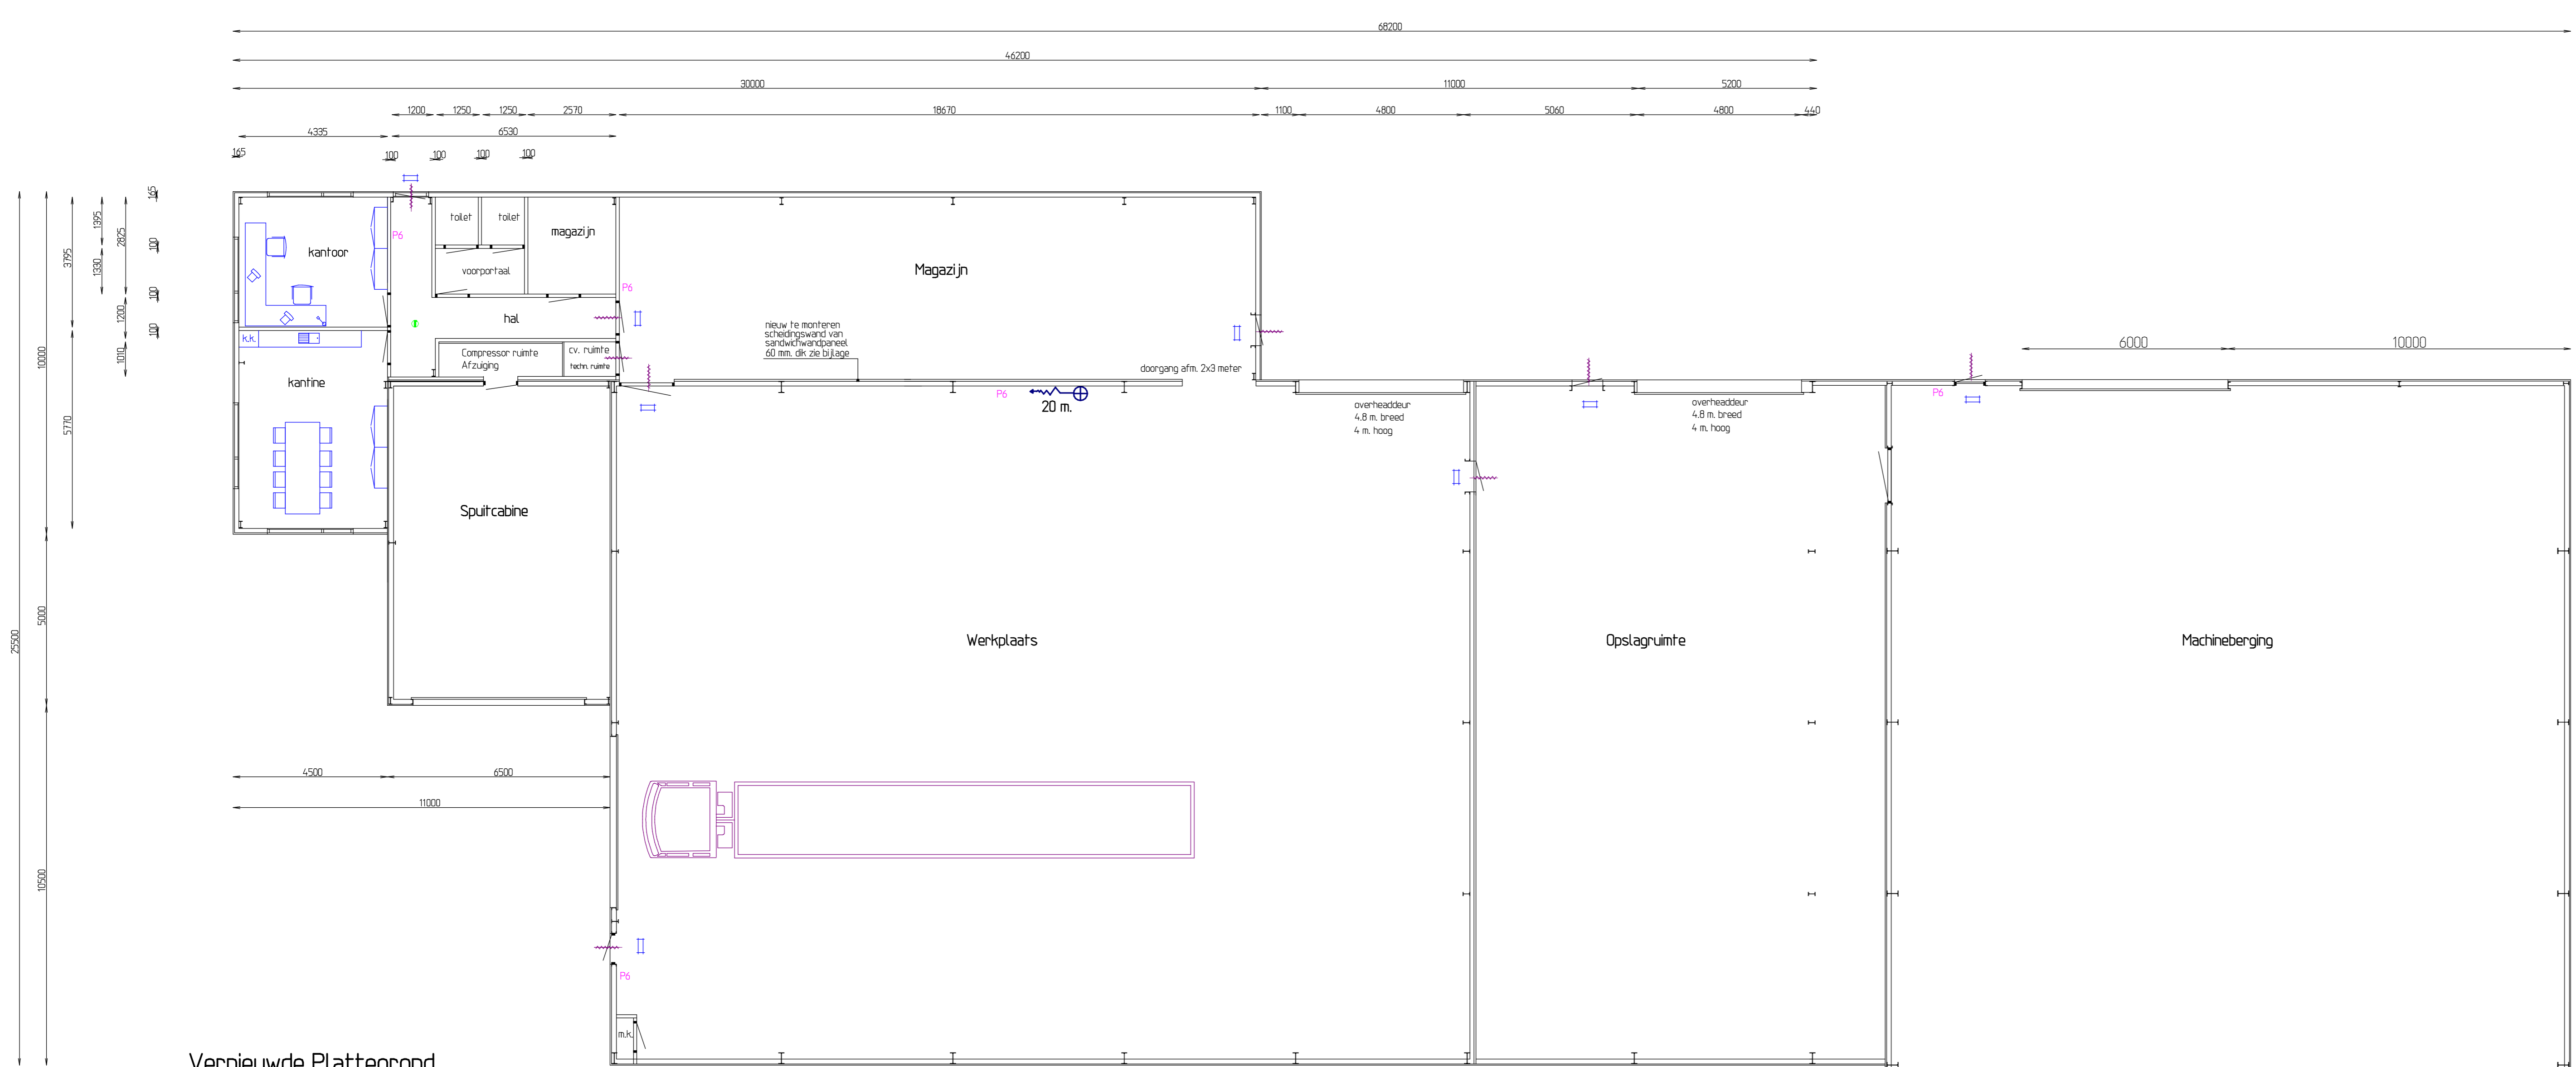 68200
46200
30000 11000 5200
1200 1250 1250 2570 18670 1100 4800 5060 4800 440
4335 6530
165 100 100 100 100
165
1395
2825
3795
100
1330
100
1200
100
1010
10000
5770
5000
25500
10500
toilet toilet
magazijn
P6
kantoor
voorportaal
Magazijn
P6
hal
k.k.
nieuw te monteren
scheidingswand van
sandwichwandpaneel
60 mm. dik zie bijlage
Compressor ruimte
Afzuiging
cv. ruimte
techn. ruimte
kantine
doorgang afm. 2x3 meter
6000 10000
P6
20 m.
P6
overheaddeur
4.8 m. breed
4 m. hoog
overheaddeur
4.8 m. breed
4 m. hoog
Spuitcabine
Werkplaats
Opslagruimte
Machineberging
4500 6500
11000
P6
m.k.
Vernieuwde Plattegrond